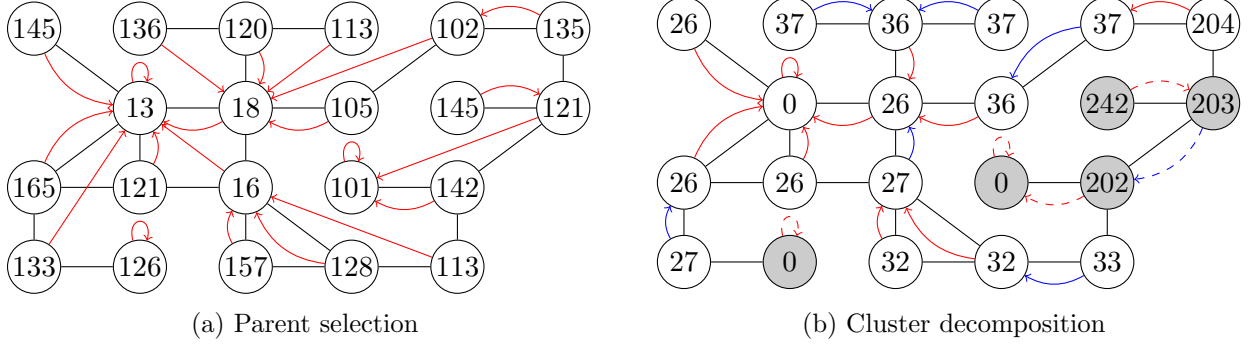 145 136 120 113 102 135
13 18 105 145 121
165 121 16 101 142
133 126 157 128 113
(a) Parent selection
26 37 36 37 37 204
0 26 36 242 203
26 26 27 0 202
27 0 32 32 33
(b) Cluster decomposition